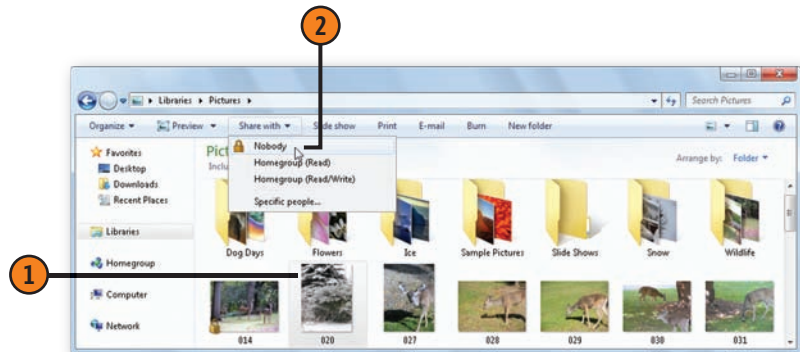 2
Libraries ▸ Pictures ▸
Search Pictures
Organize Preview Share with Slide show Print E-mail Burn New folder
Favorites
Desktop
Downloads
Recent Places
Libraries
Homegroup
Computer
Network
Pict
Inclu
Arrange by: Folder
Nobody
Homegroup (Read)
Homegroup (Read/Write)
Specific people...
Dog Days Flowers Ice Sample Pictures Slide Shows Snow Wildlife
1
014 020 027 028 029 030 031